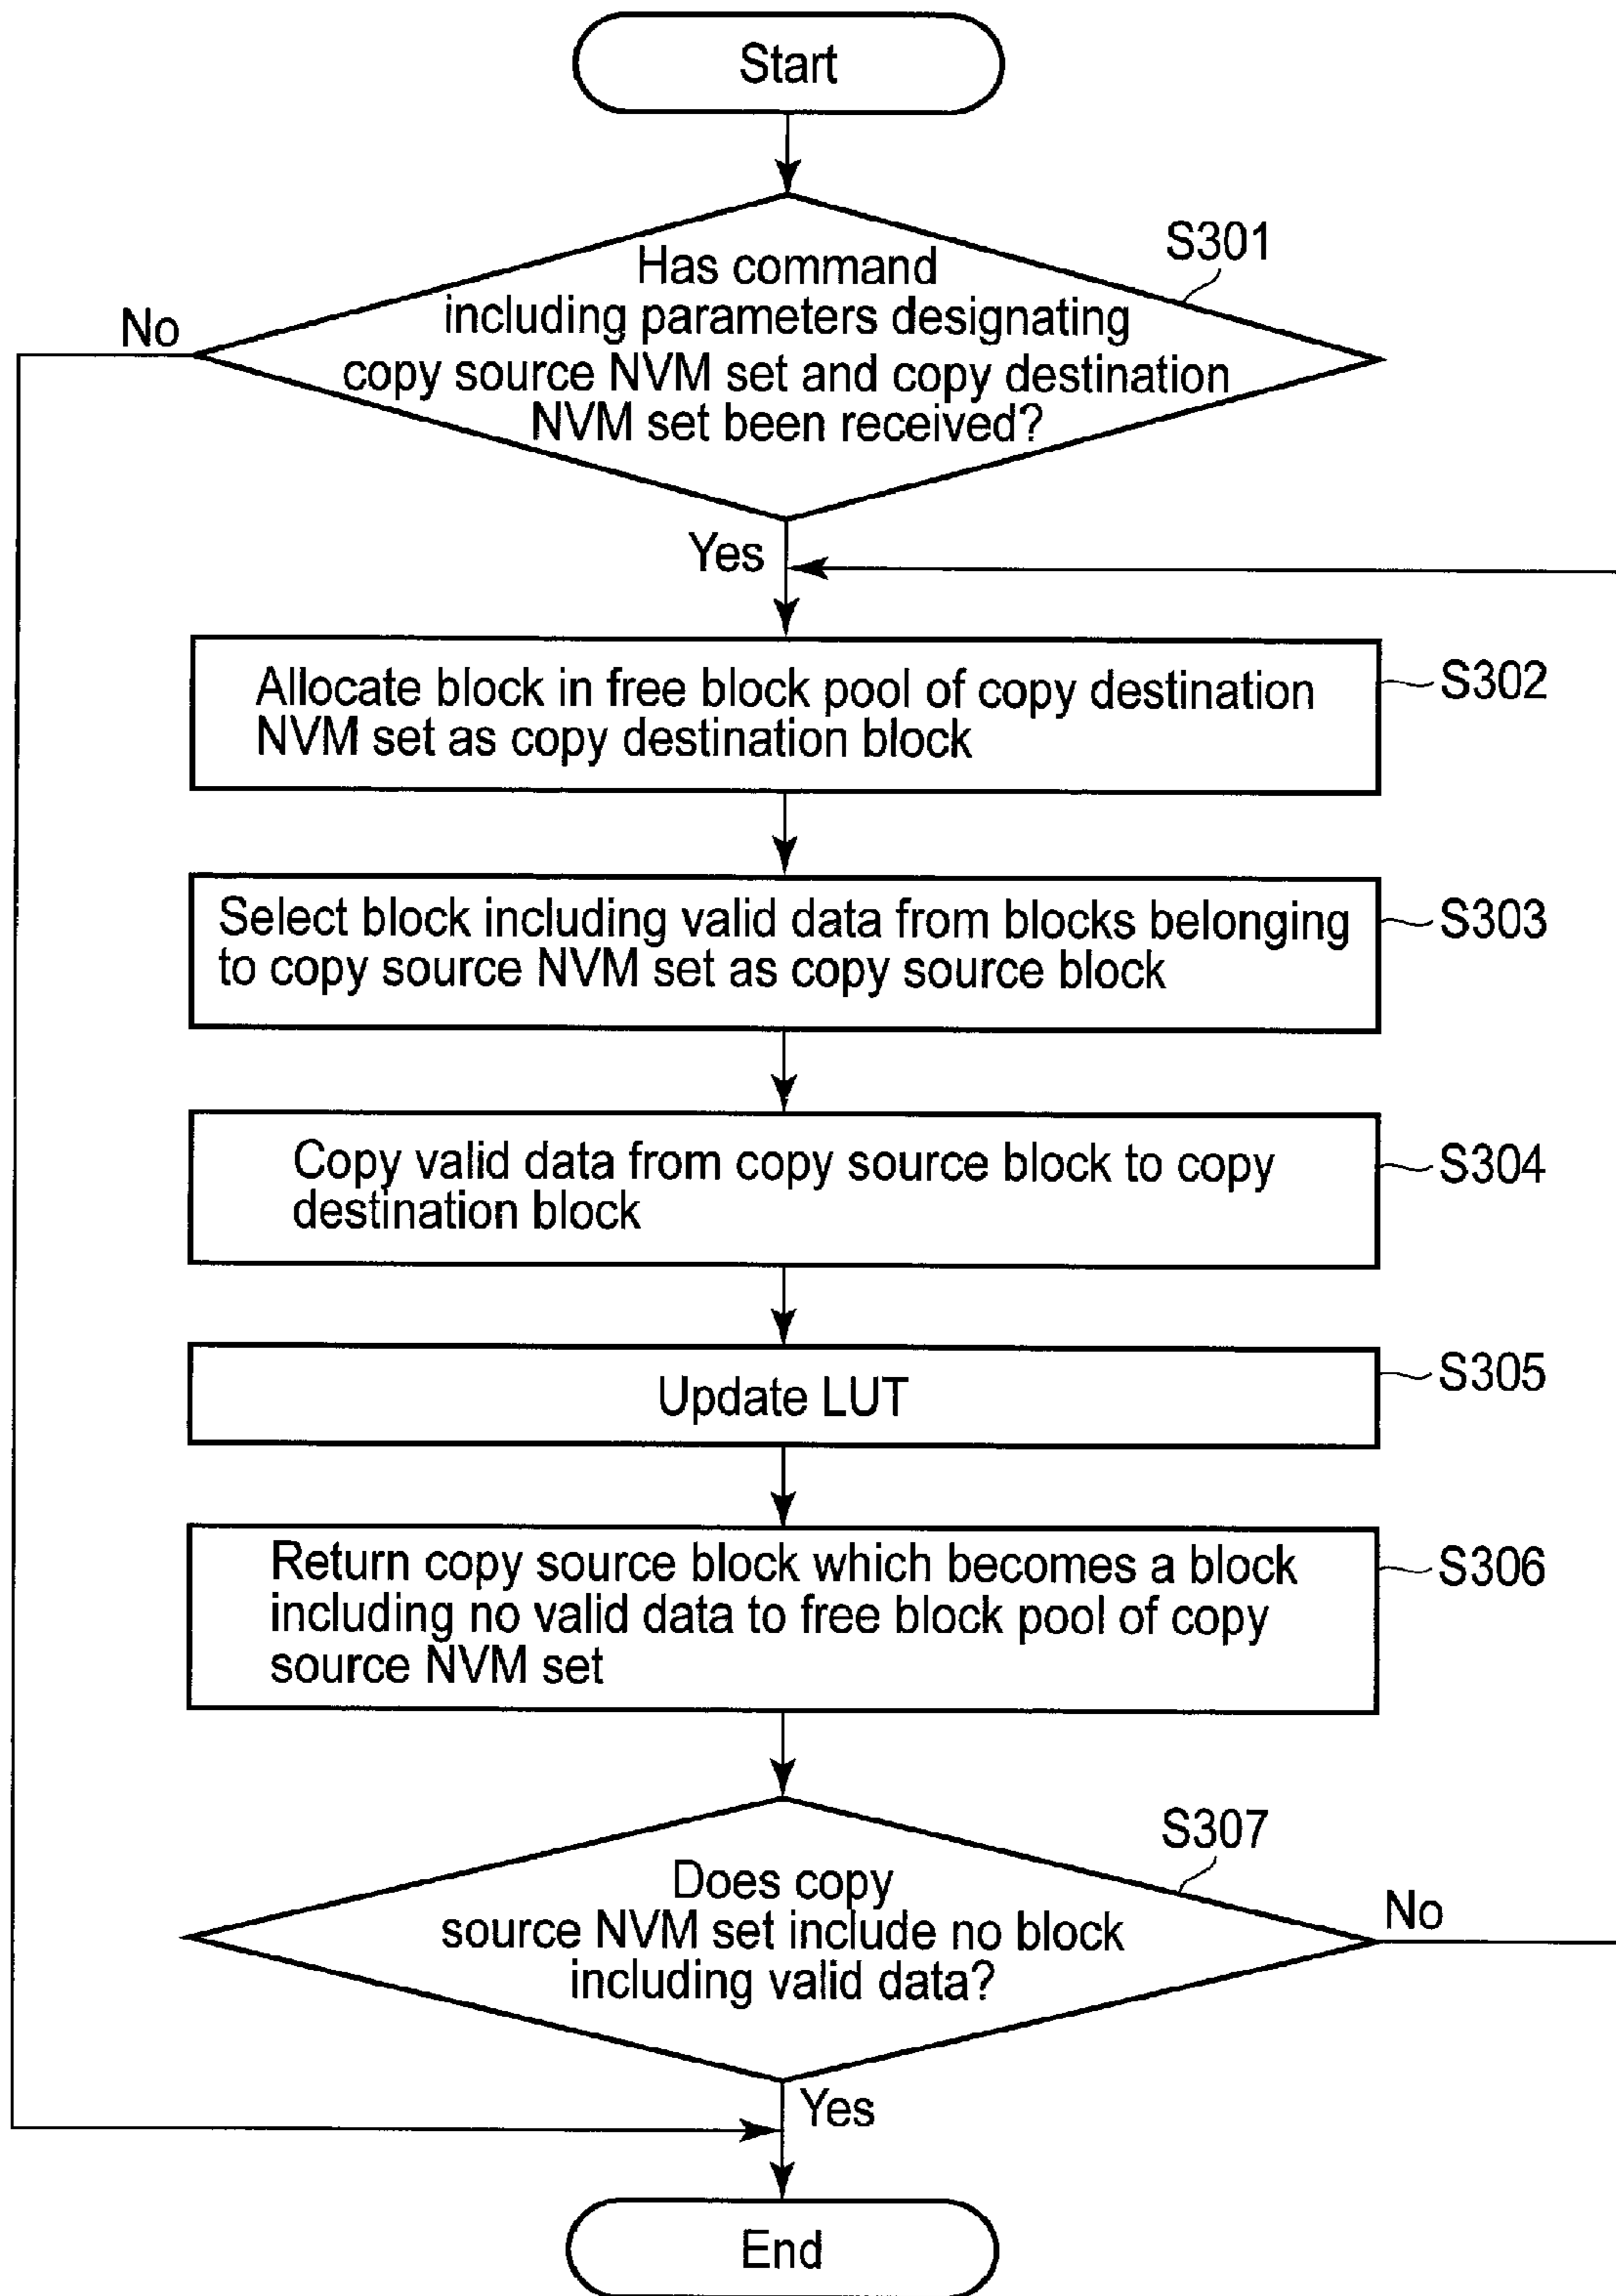 Start
S301
Has command
including parameters designating
copy source NVM set and copy destination
NVM set been received?
No
Yes
Allocate block in free block pool of copy destination
NVM set as copy destination block
S302
Select block including valid data from blocks belonging
to copy source NVM set as copy source block
S303
Copy valid data from copy source block to copy
destination block
S304
Update LUT
S305
Return copy source block which becomes a block
including no valid data to free block pool of copy
source NVM set
S306
S307
Does copy
source NVM set include no block
including valid data?
No
Yes
End